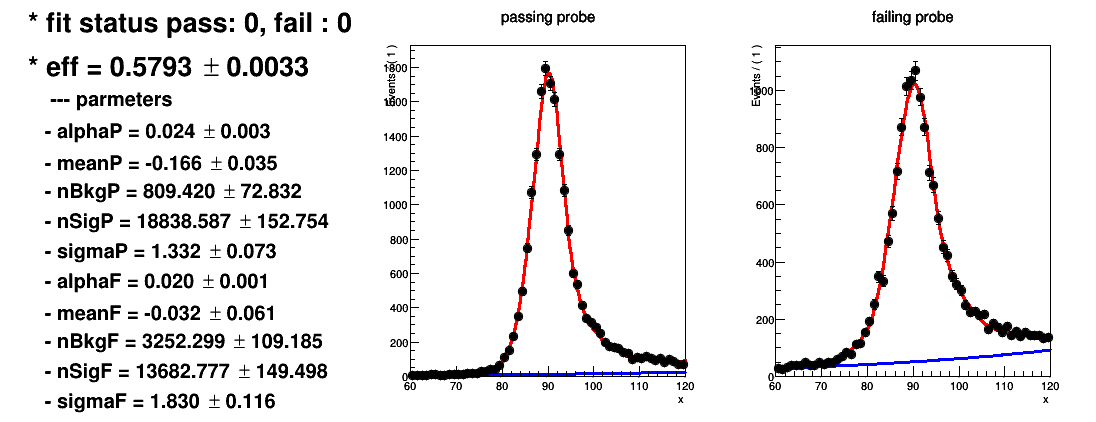 * fit status pass: 0, fail : 0
* eff = 0.5793 ± 0.0033
--- parmeters
- alphaP = 0.024 ± 0.003
- meanP = -0.166 ± 0.035
- nBkgP = 809.420 ± 72.832
- nSigP = 18838.587 ± 152.754
- sigmaP = 1.332 ± 0.073
- alphaF = 0.020 ± 0.001
- meanF = -0.032 ± 0.061
- nBkgF = 3252.299 ± 109.185
- nSigF = 13682.777 ± 149.498
- sigmaF = 1.830 ± 0.116
passing probe
Events / ( 1 )
1800
1600
1400
1200
1000
800
600
400
200
0
60 70 80 90 100 110 120
x
failing probe
Events / ( 1 )
1000
800
600
400
200
0
60 70 80 90 100 110 120
x